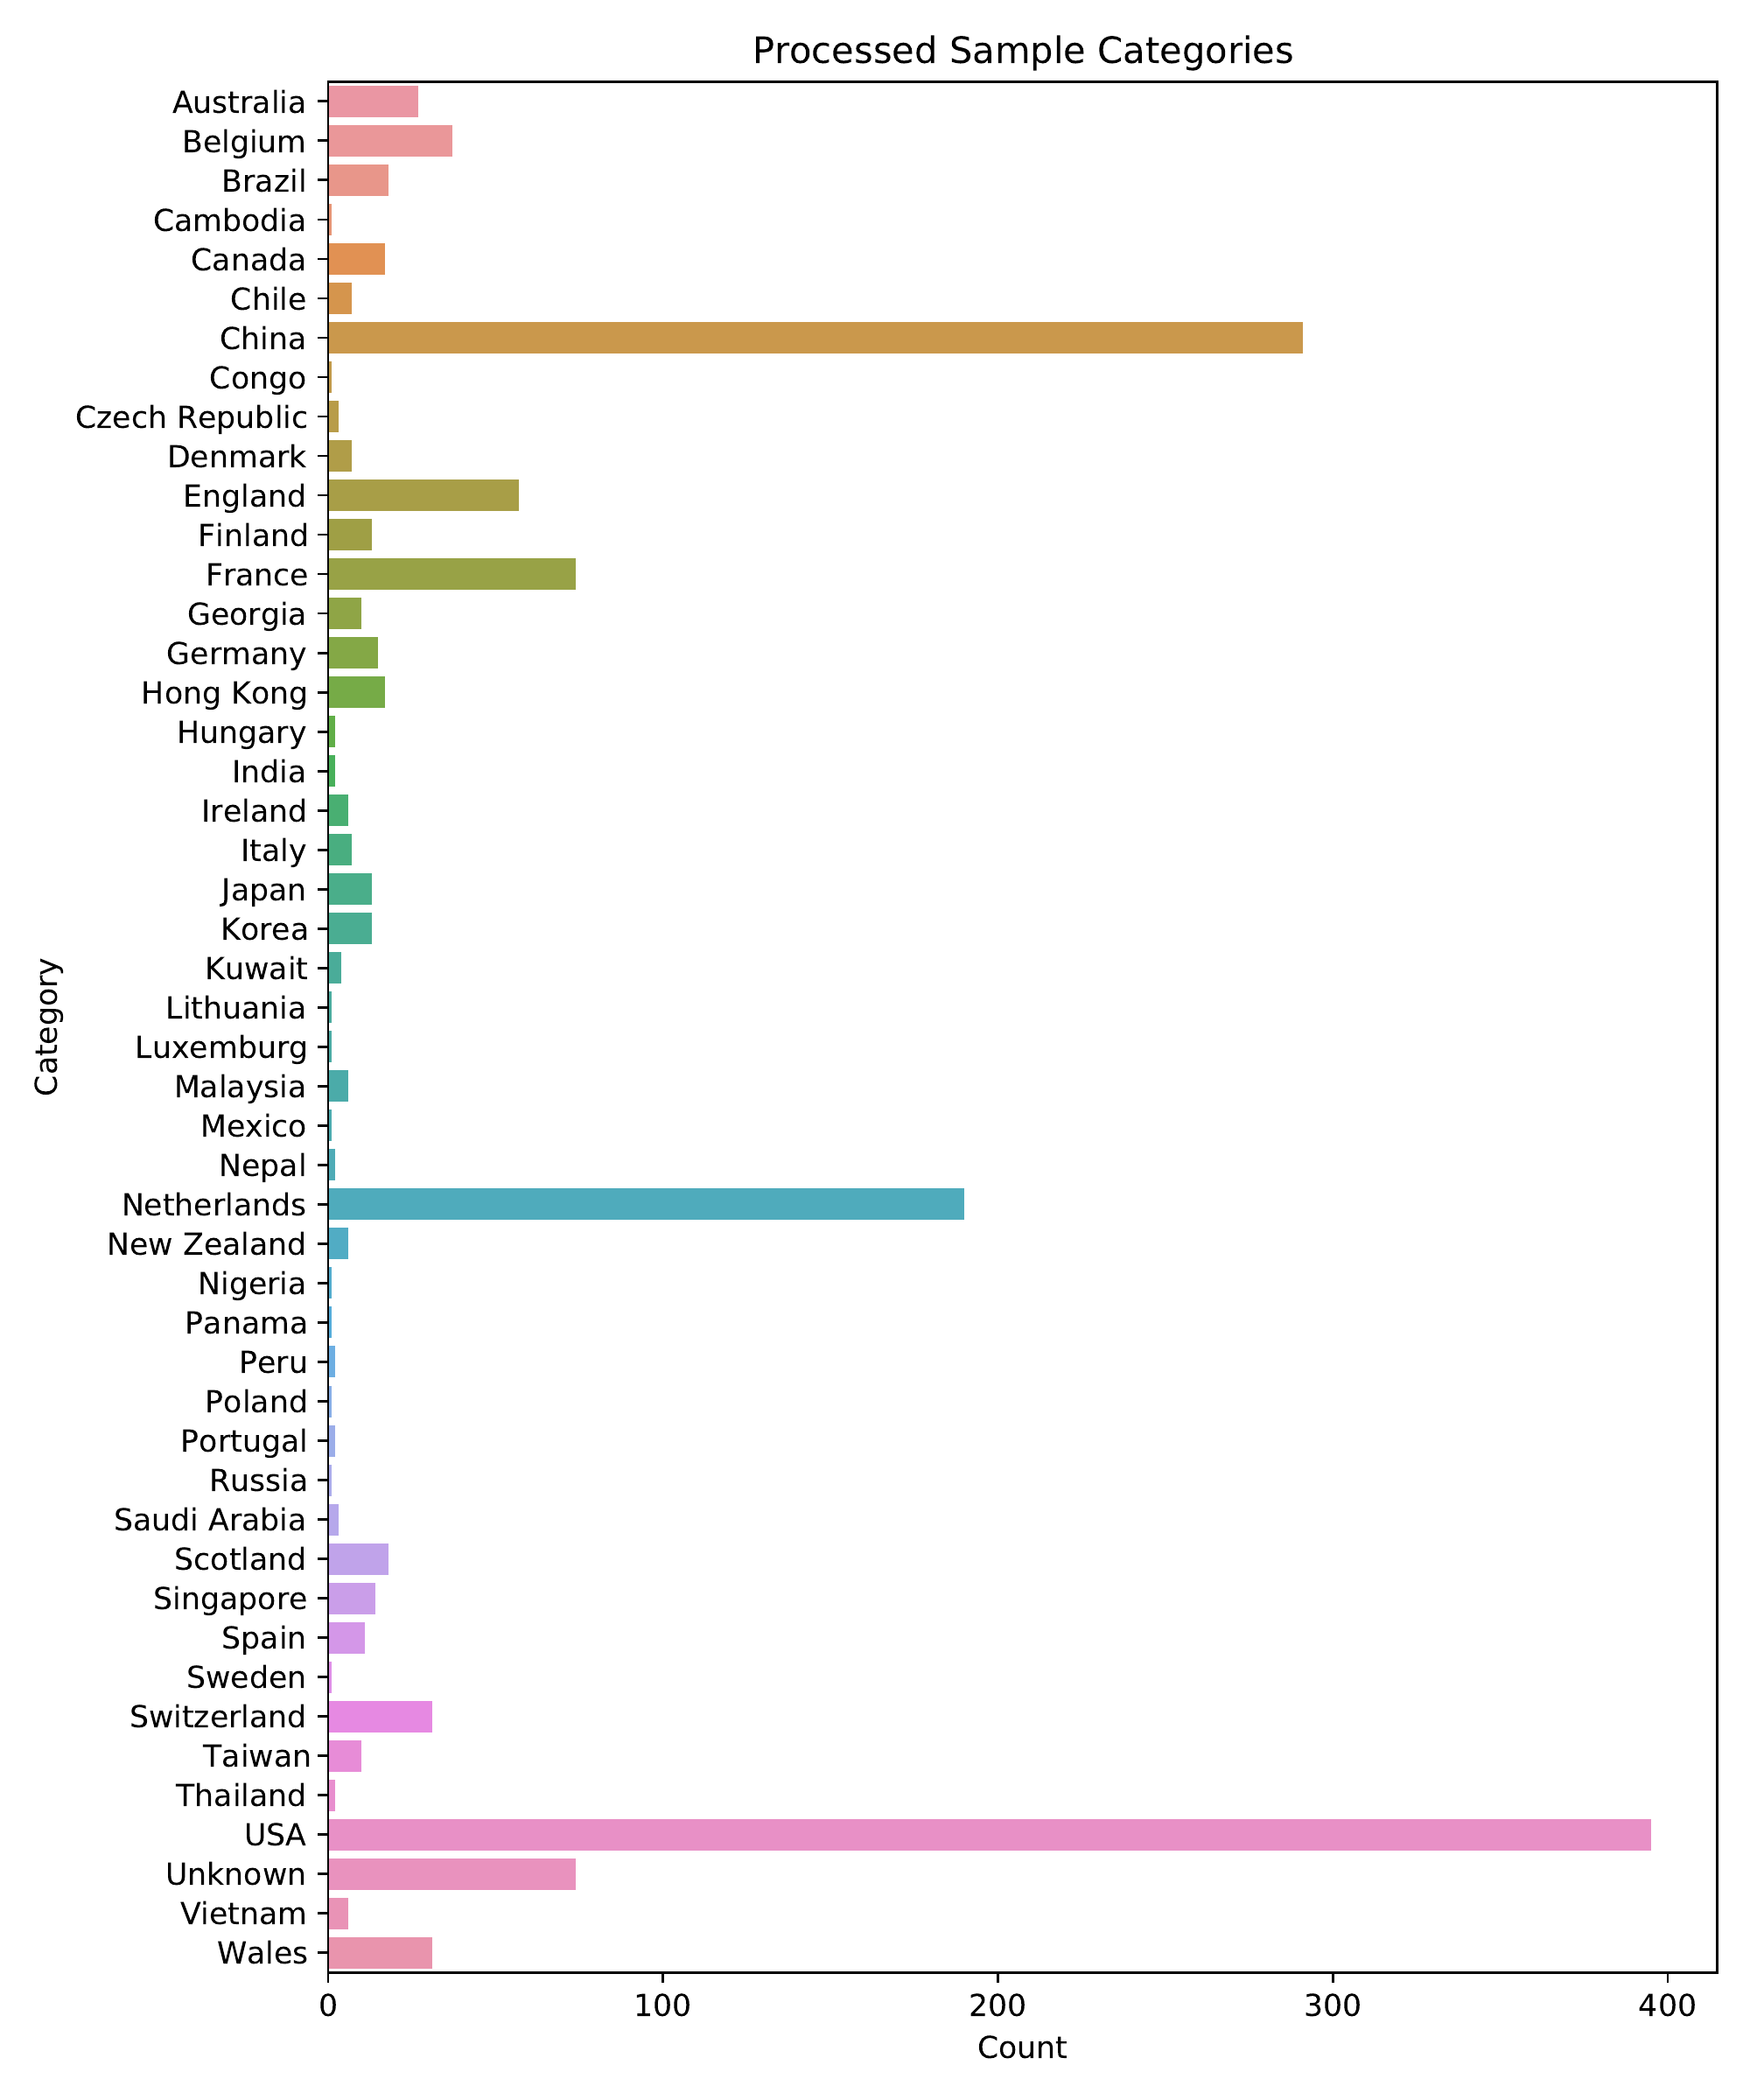 Processed Sample Categories
Australia
Belgium
Brazil
Cambodia
Canada
Chile
China
Congo
Czech Republic
Denmark
England
Finland
France
Georgia
Germany
Hong Kong
Hungary
India
Ireland
Italy
Japan
Korea
Kuwait
Lithuania
Luxemburg
Malaysia
Mexico
Nepal
Netherlands
New Zealand
Nigeria
Panama
Peru
Poland
Portugal
Russia
Saudi Arabia
Scotland
Singapore
Spain
Sweden
Switzerland
Taiwan
Thailand
USA
Unknown
Vietnam
Wales
Category
0 100 200 300 400
Count